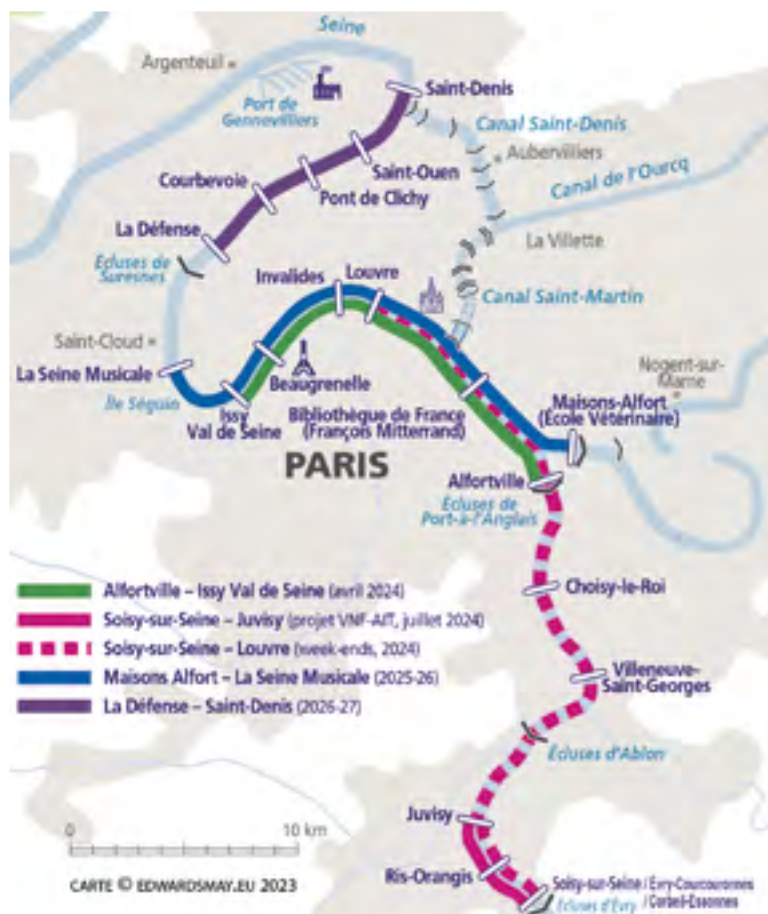 Seine
Argenteuil
Port de
Gennevilliers
Saint-Denis
Canal Saint-Denis
Aubervilliers
Saint-Ouen
Canal de l'Ourcq
Courbevoie
Pont de Clichy
La Défense
La Villette
Écluses de
Suresnes
Invalides
Louvre
Canal Saint-Martin
Saint-Cloud
La Seine Musicale
Nogent-sur-
Marne
Beaugrenelle
Île Séguin
Issy
Val de Seine
Bibliothèque de France
(François Mitterrand)
Maisons-Alfort
(École Vétérinaire)
PARIS
Alfortville
Écluses de
Port-à-l'Anglais
Choisy-le-Roi
Alfortville – Issy Val de Seine (avril 2024)
Soisy-sur-Seine – Juvisy (projet VNF-AfT, juillet 2024)
Soisy-sur-Seine – Louvre (week-ends, 2024)
Maisons Alfort – La Seine Musicale (2025-26)
La Défense – Saint-Denis (2026-27)
Villeneuve-
Saint-Georges
Écluses d'Ablon
Juvisy
0 10 km
Ris-Orangis
CARTE © EDWARDSMAY.EU 2023
Soisy-sur-Seine / Évry-Courcouronnes
/ Corbeil-Essonnes
Écluses d'Évry